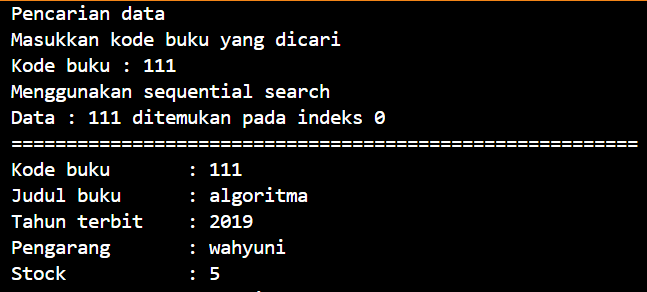 Pencarian data
Masukkan kode buku yang dicari
Kode buku : 111
Menggunakan sequential search
Data : 111 ditemukan pada indeks 0
=========================================================
Kode buku       : 111
Judul buku      : algoritma
Tahun terbit    : 2019
Pengarang       : wahyuni
Stock           : 5